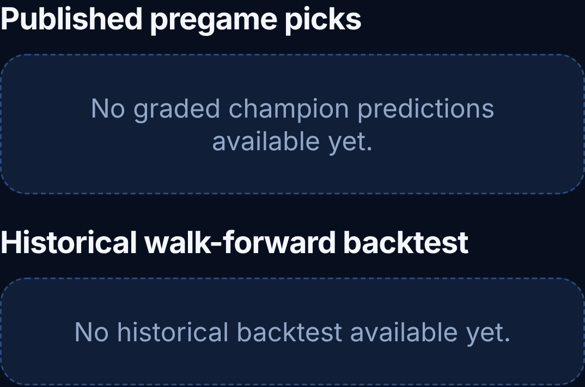 Published pregame picks
No graded champion predictions
available yet.
Historical walk-forward backtest
No historical backtest available yet.